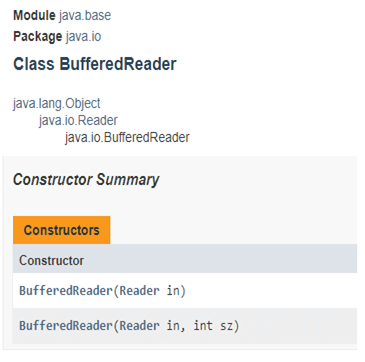 Module java.base
Package java.io
Class BufferedReader
java.lang.Object
java.io.Reader
java.io.BufferedReader
Constructor Summary
Constructors
Constructor
BufferedReader(Reader in)
BufferedReader(Reader in, int sz)